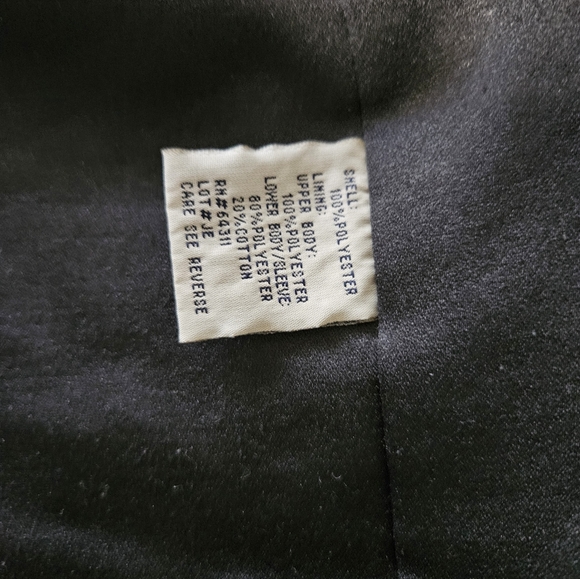 SHELL:
100%POLYESTER
LINING:
UPPER BODY:
100%POLYESTER
LOWER BODY/SLEEVE:
80%POLYESTER
20%COTTON
RN#64311
LOT#JE
CARE SEE REVERSE